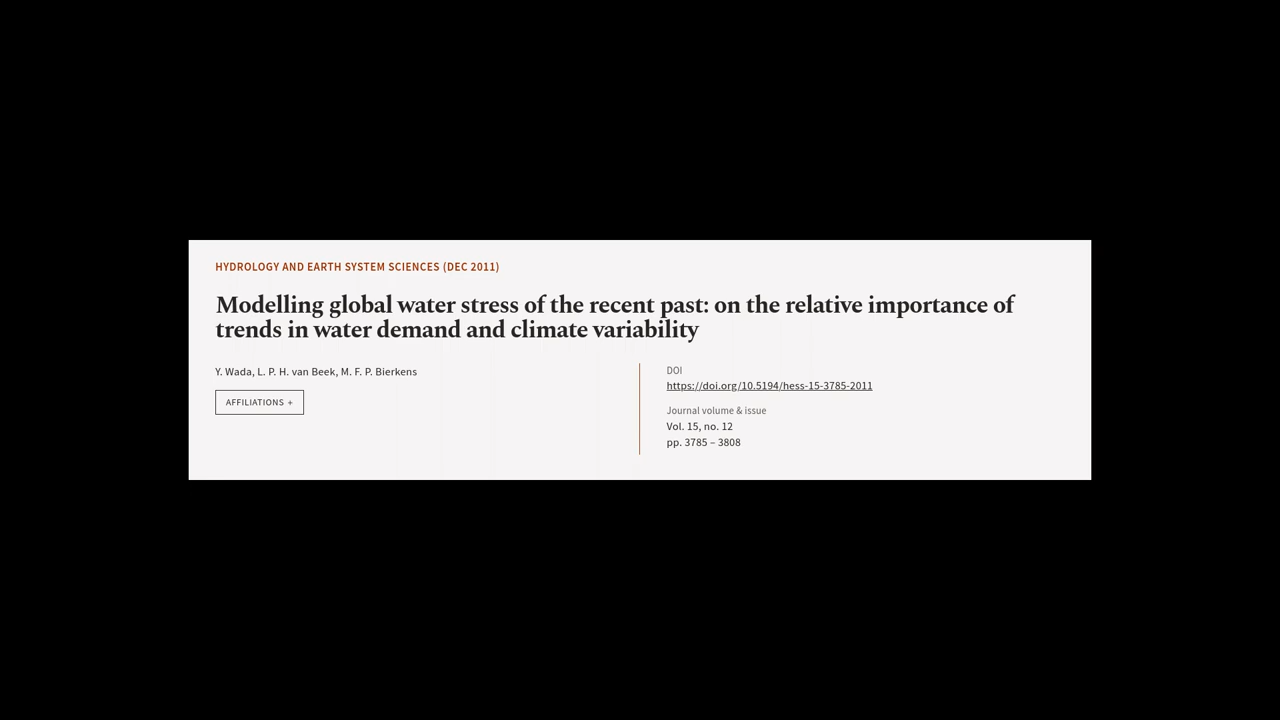 HYDROLOGY AND EARTH SYSTEM SCIENCES (DEC 2011)
Modelling global water stress of the recent past: on the relative importance of
trends in water demand and climate variability
Y. Wada, L. P. H. van Beek, M. F. P. Bierkens
AFFILIATIONS +
DOI
https://doi.org/10.5194/hess-15-3785-2011
Journal volume & issue
Vol. 15, no. 12
pp. 3785 – 3808